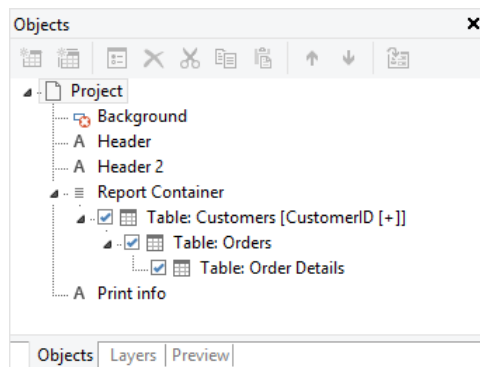 Objects
Project
Background
A Header
A Header 2
Report Container
Table: Customers [CustomerID [+]]
Table: Orders
Table: Order Details
A Print info
Objects Layers Preview